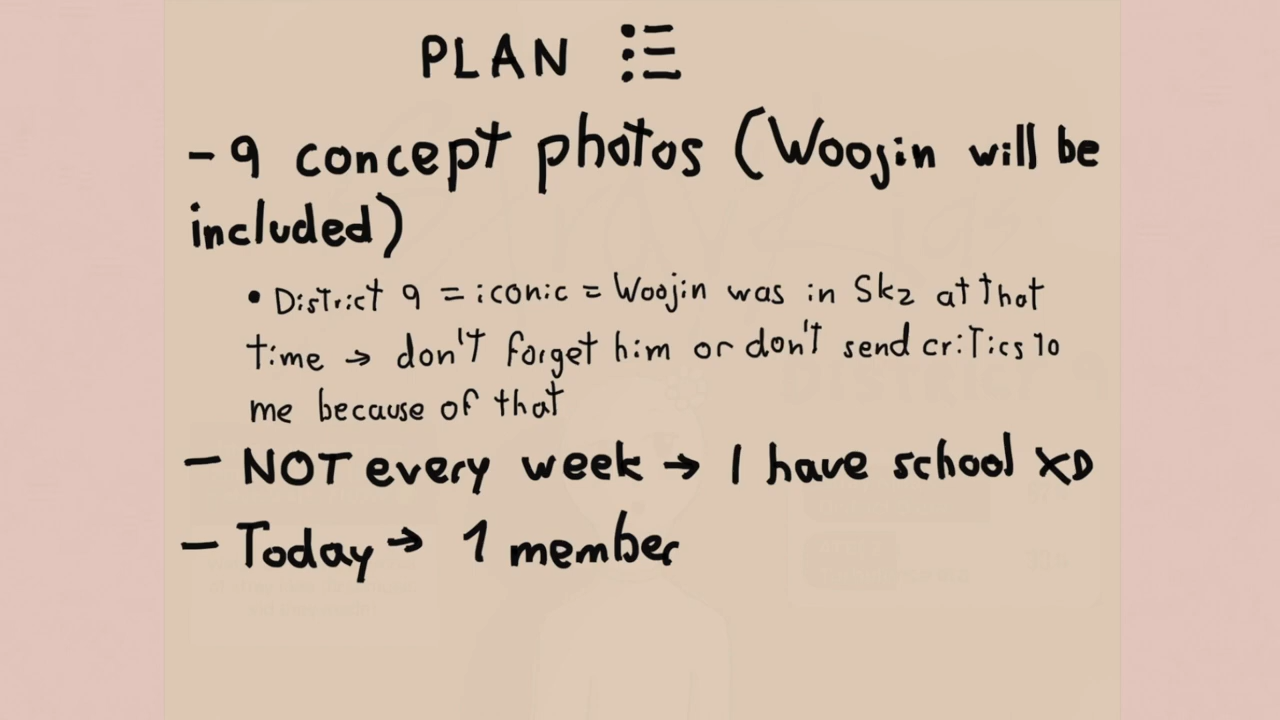 PLAN
- 9 concept photos (Woojin will be
included)
• District 9 = iconic = Woojin was in Skz at that
time → don't forget him or don't send critics to
me because of that
- NOT every week → I have school XD
- Today → 1 member